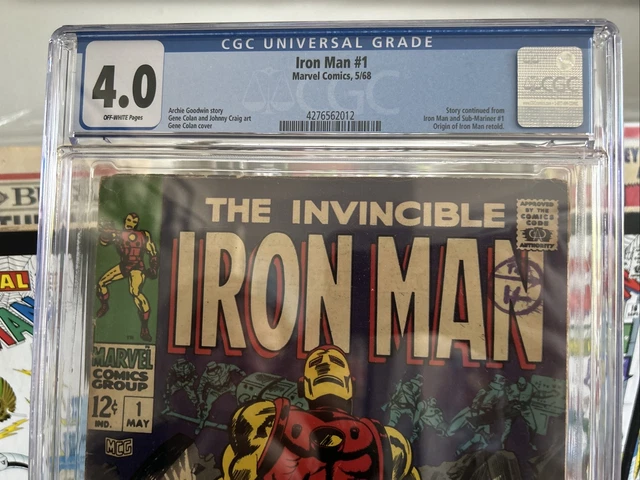 CGC UNIVERSAL GRADE
4.0
OFF-WHITE Pages
Iron Man #1
Marvel Comics, 5/68
Archie Goodwin story
Gene Colan and Johnny Craig art
Gene Colan cover
4276562012
Story continued from
Iron Man and Sub-Mariner #1
Origin of Iron Man retold.
CGC
THE INVINCIBLE
IRON MAN
APPROVED
BY THE
COMICS
CODE
AUTHORITY
MARVEL
COMICS
GROUP
12¢
IND.
1
MAY
MCG
AL